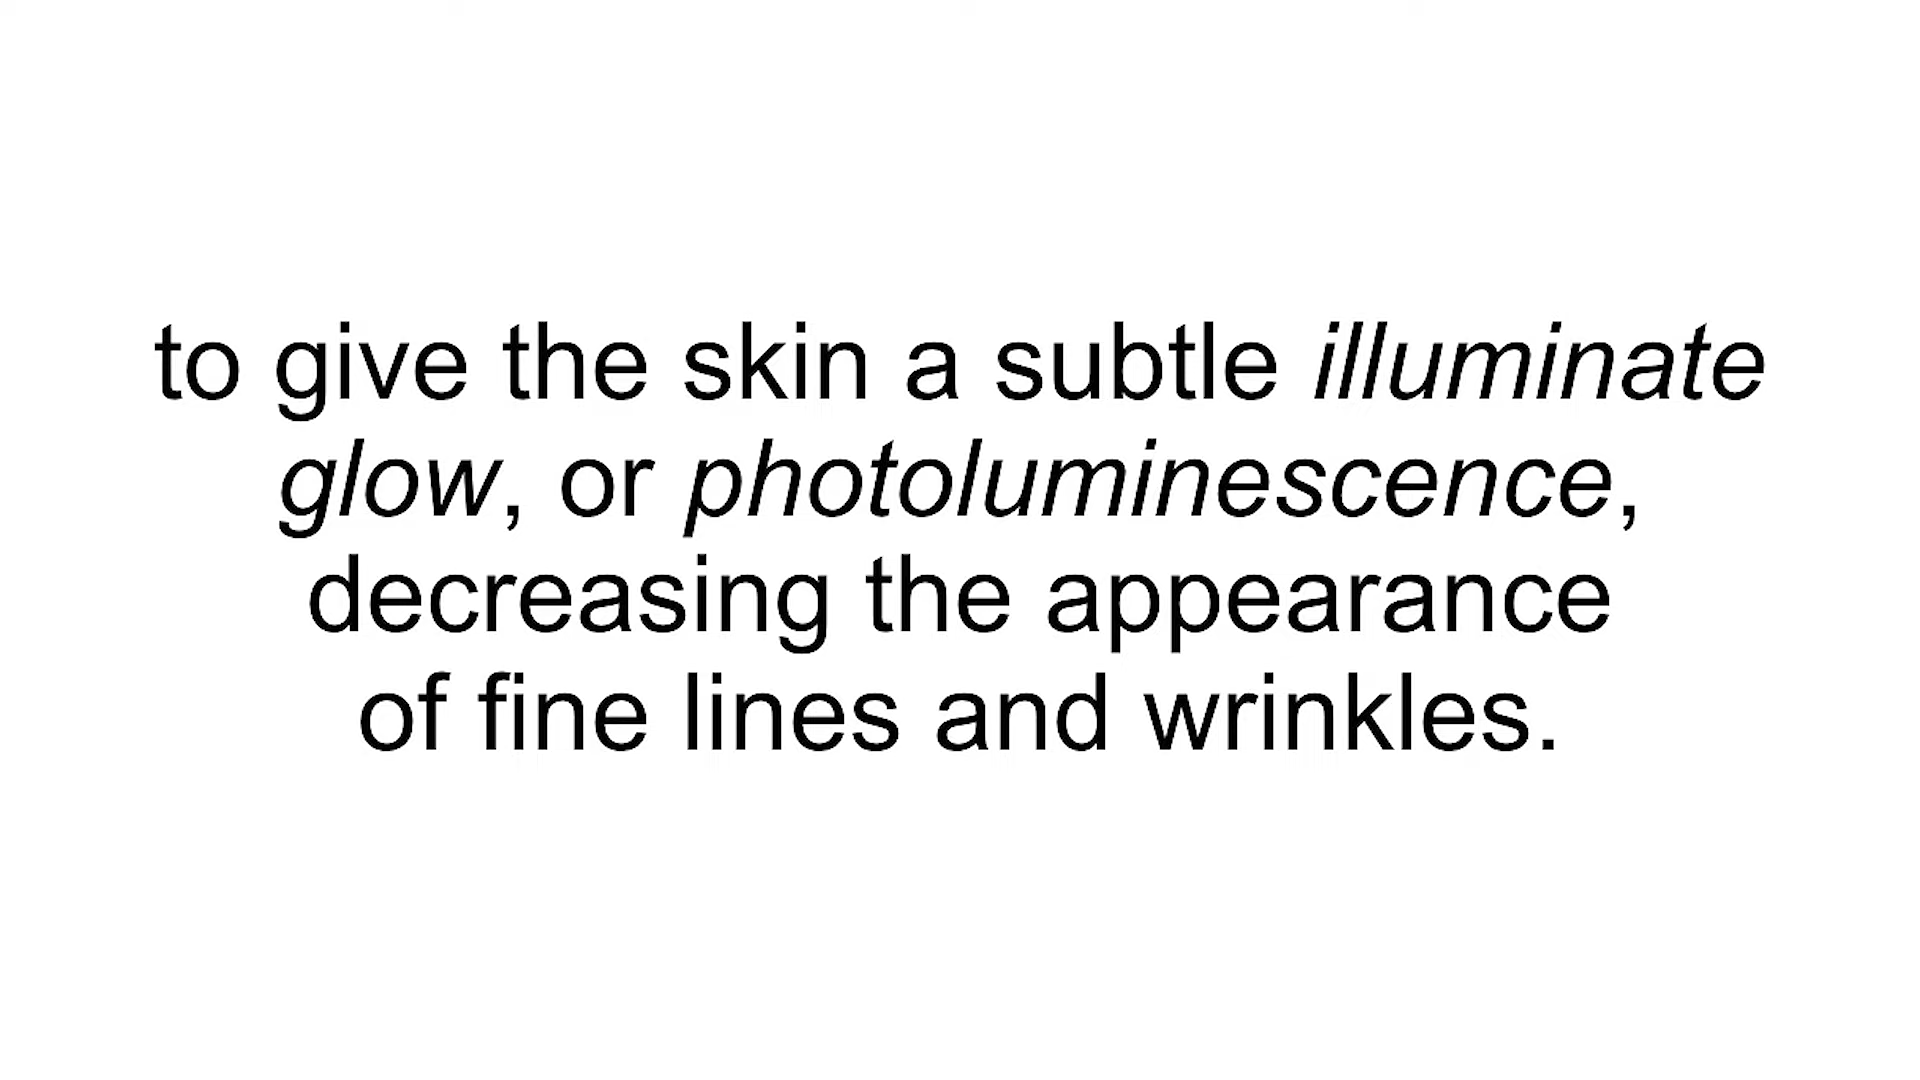 to give the skin a subtle illuminate
glow, or photoluminescence,
decreasing the appearance
of fine lines and wrinkles.